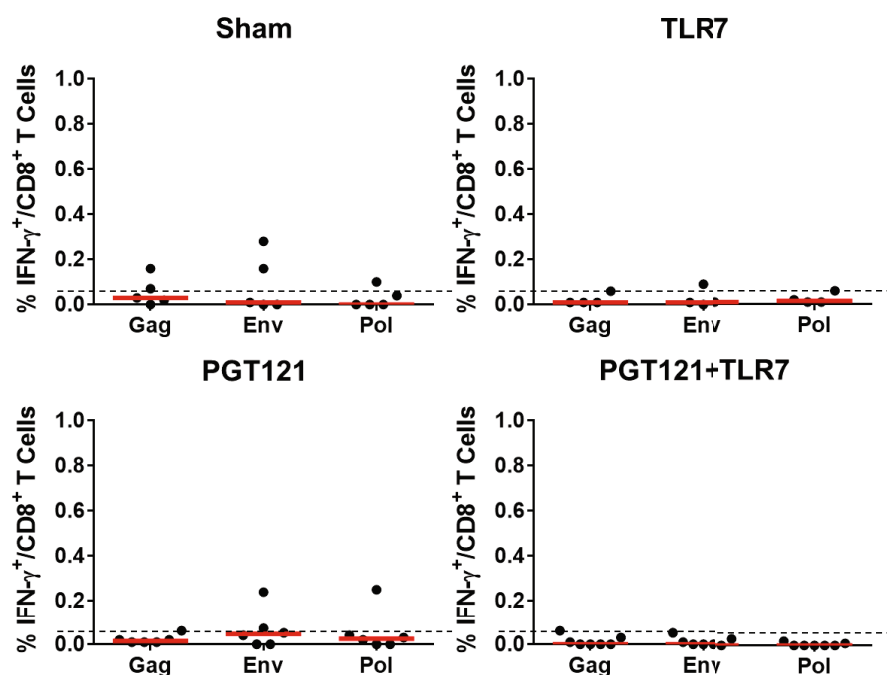 Sham
% IFN-γ⁺/CD8⁺ T Cells
1.0
0.8
0.6
0.4
0.2
0.0
Gag Env Pol
TLR7
% IFN-γ⁺/CD8⁺ T Cells
1.0
0.8
0.6
0.4
0.2
0.0
Gag Env Pol
PGT121
% IFN-γ⁺/CD8⁺ T Cells
1.0
0.8
0.6
0.4
0.2
0.0
Gag Env Pol
PGT121+TLR7
% IFN-γ⁺/CD8⁺ T Cells
1.0
0.8
0.6
0.4
0.2
0.0
Gag Env Pol